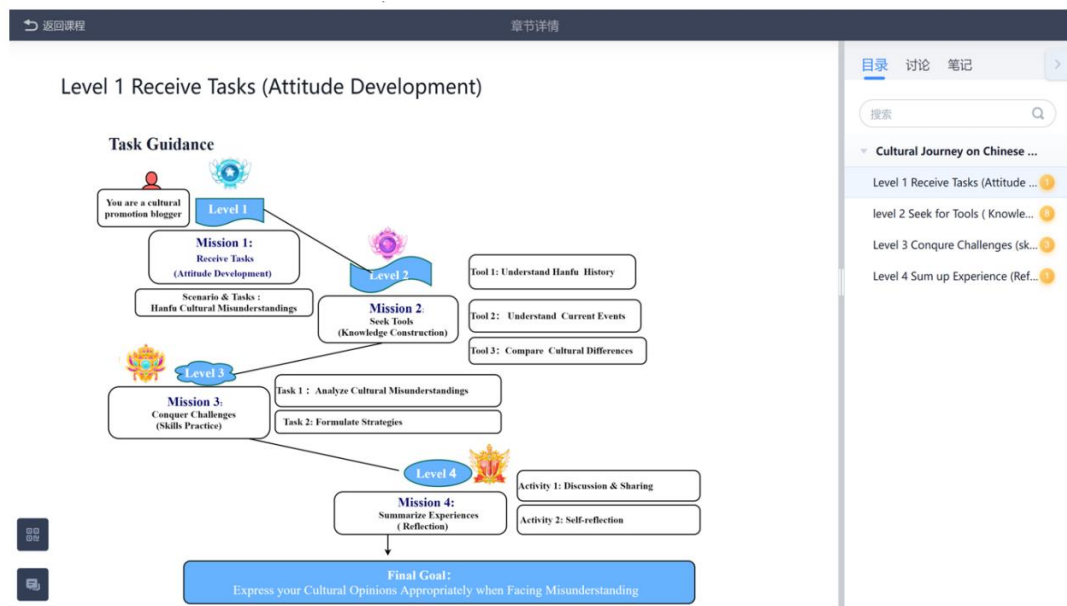 返回课程
章节详情
Level 1 Receive Tasks (Attitude Development)
Task Guidance
You are a cultural
promotion blogger
Level 1
Mission 1:
Receive Tasks
(Attitude Development)
Scenario & Tasks :
Hanfu Cultural Misunderstandings
Level 2
Mission 2:
Seek Tools
(Knowledge Construction)
Tool 1: Understand Hanfu History
Tool 2: Understand Current Events
Tool 3: Compare Cultural Differences
Level 3
Mission 3:
Conquer Challenges
(Skills Practice)
Task 1：Analyze Cultural Misunderstandings
Task 2: Formulate Strategies
Level 4
Mission 4:
Summarize Experiences
( Reflection)
Activity 1: Discussion & Sharing
Activity 2: Self-reflection
Final Goal：
Express your Cultural Opinions Appropriately when Facing Misunderstanding
目录 讨论 笔记
搜索
Cultural Journey on Chinese ...
Level 1 Receive Tasks (Attitude ... 1
level 2 Seek for Tools ( Knowle... 8
Level 3 Conqure Challenges (sk... 3
Level 4 Sum up Experience (Ref... 1